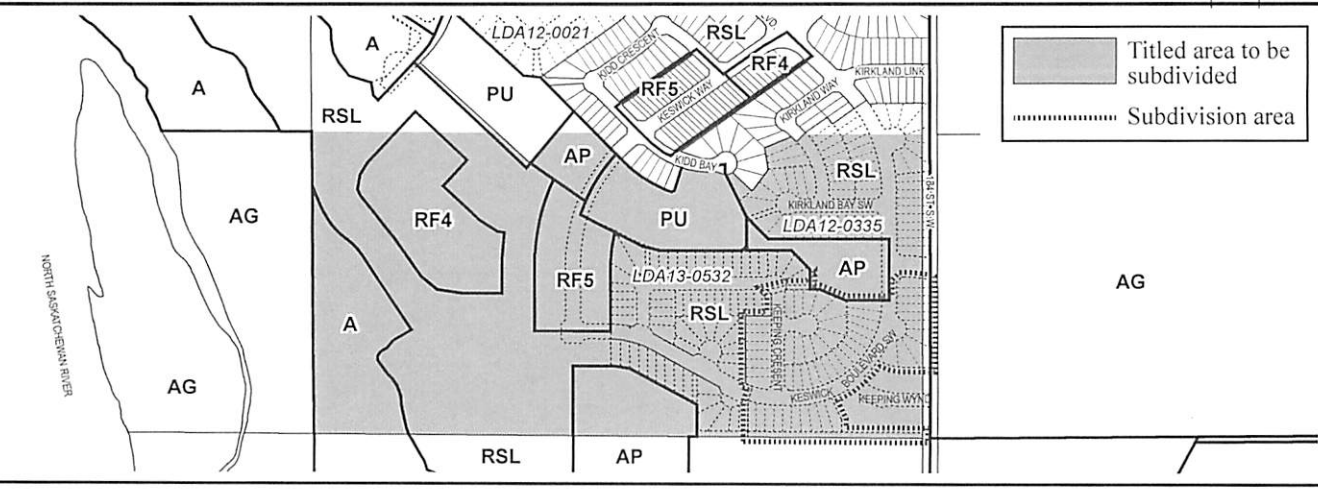 LDA12-0021
VD
RSL
A
KIDD CRESCENT
RF4
A
PU
RF5
KIRKLAND LINK
KESWICK WAY
KIRKLAND WAY
RSL
KIDD BAY
AP
RSL
184 ST S.W
AG
RF4
PU
KIRKLAND BAY SW
LDA12-0335
NORTH SASKATCHEWAN RIVER
RF5
LDA13-0532
AP
AG
A
RSL
KEEPING CRESENT
BOULEVARD SW
AG
KESWICK
KEEPING WYND
RSL
AP
Titled area to be
subdivided
Subdivision area